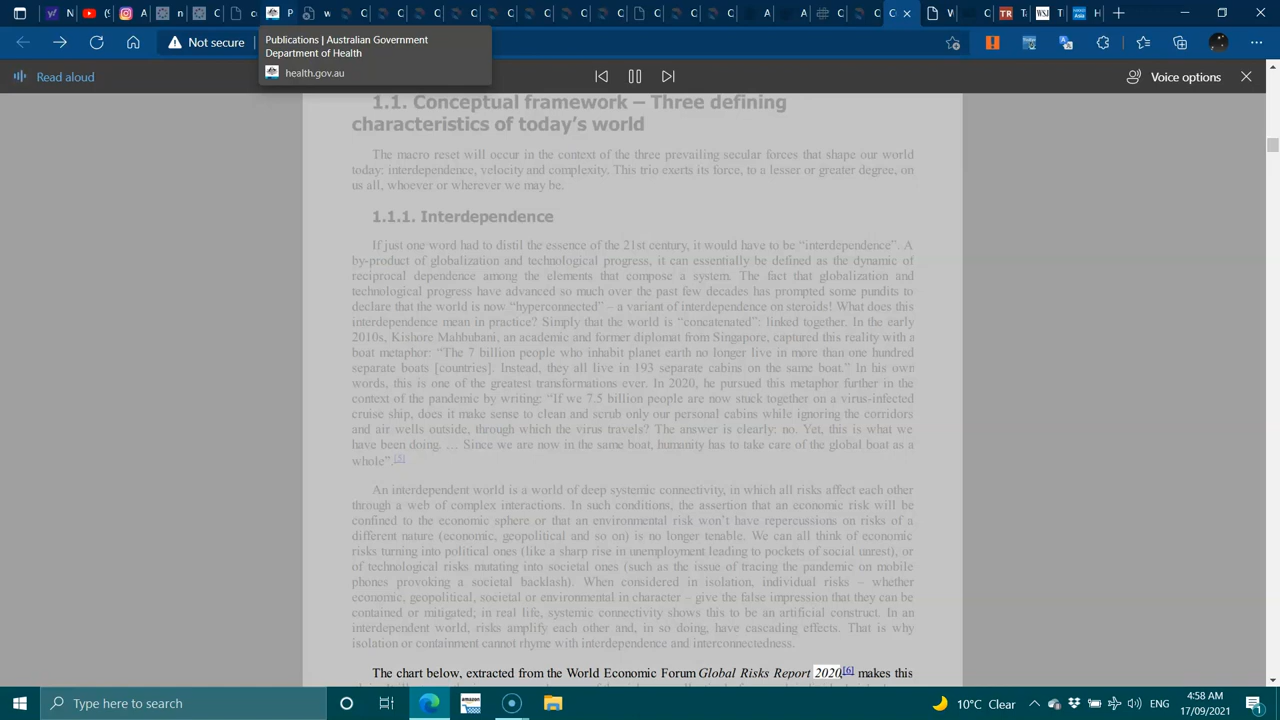 N
A
n
c
P
w
C
C
C
C
C
C
C
C
c
C
A
A
C
C
W
C
TR
R
WSJ
J
NIKKEI
Asia
H
Not secure
Publications | Australian Government
Department of Health
health.gov.au
Read aloud
Voice options
1.1. Conceptual framework – Three defining
characteristics of today’s world
The macro reset will occur in the context of the three prevailing secular forces that shape our world
today: interdependence, velocity and complexity. This trio exerts its force, to a lesser or greater degree, on
us all, whoever or wherever we may be.
1.1.1. Interdependence
If just one word had to distil the essence of the 21st century, it would have to be “interdependence”. A
by-product of globalization and technological progress, it can essentially be defined as the dynamic of
reciprocal dependence among the elements that compose a system. The fact that globalization and
technological progress have advanced so much over the past few decades has prompted some pundits to
declare that the world is now “hyperconnected” – a variant of interdependence on steroids! What does this
interdependence mean in practice? Simply that the world is “concatenated”: linked together. In the early
2010s, Kishore Mahbubani, an academic and former diplomat from Singapore, captured this reality with a
boat metaphor: “The 7 billion people who inhabit planet earth no longer live in more than one hundred
separate boats [countries]. Instead, they all live in 193 separate cabins on the same boat.” In his own
words, this is one of the greatest transformations ever. In 2020, he pursued this metaphor further in the
context of the pandemic by writing: “If we 7.5 billion people are now stuck together on a virus-infected
cruise ship, does it make sense to clean and scrub only our personal cabins while ignoring the corridors
and air wells outside, through which the virus travels? The answer is clearly: no. Yet, this is what we
have been doing. … Since we are now in the same boat, humanity has to take care of the global boat as a
whole”.[5]
An interdependent world is a world of deep systemic connectivity, in which all risks affect each other
through a web of complex interactions. In such conditions, the assertion that an economic risk will be
confined to the economic sphere or that an environmental risk won’t have repercussions on risks of a
different nature (economic, geopolitical and so on) is no longer tenable. We can all think of economic
risks turning into political ones (like a sharp rise in unemployment leading to pockets of social unrest), or
of technological risks mutating into societal ones (such as the issue of tracing the pandemic on mobile
phones provoking a societal backlash). When considered in isolation, individual risks – whether
economic, geopolitical, societal or environmental in character – give the false impression that they can be
contained or mitigated; in real life, systemic connectivity shows this to be an artificial construct. In an
interdependent world, risks amplify each other and, in so doing, have cascading effects. That is why
isolation or containment cannot rhyme with interdependence and interconnectedness.
The chart below, extracted from the World Economic Forum Global Risks Report 2020,[6] makes this
Type here to search
amazon
10°C Clear
ENG
4:58 AM
17/09/2021